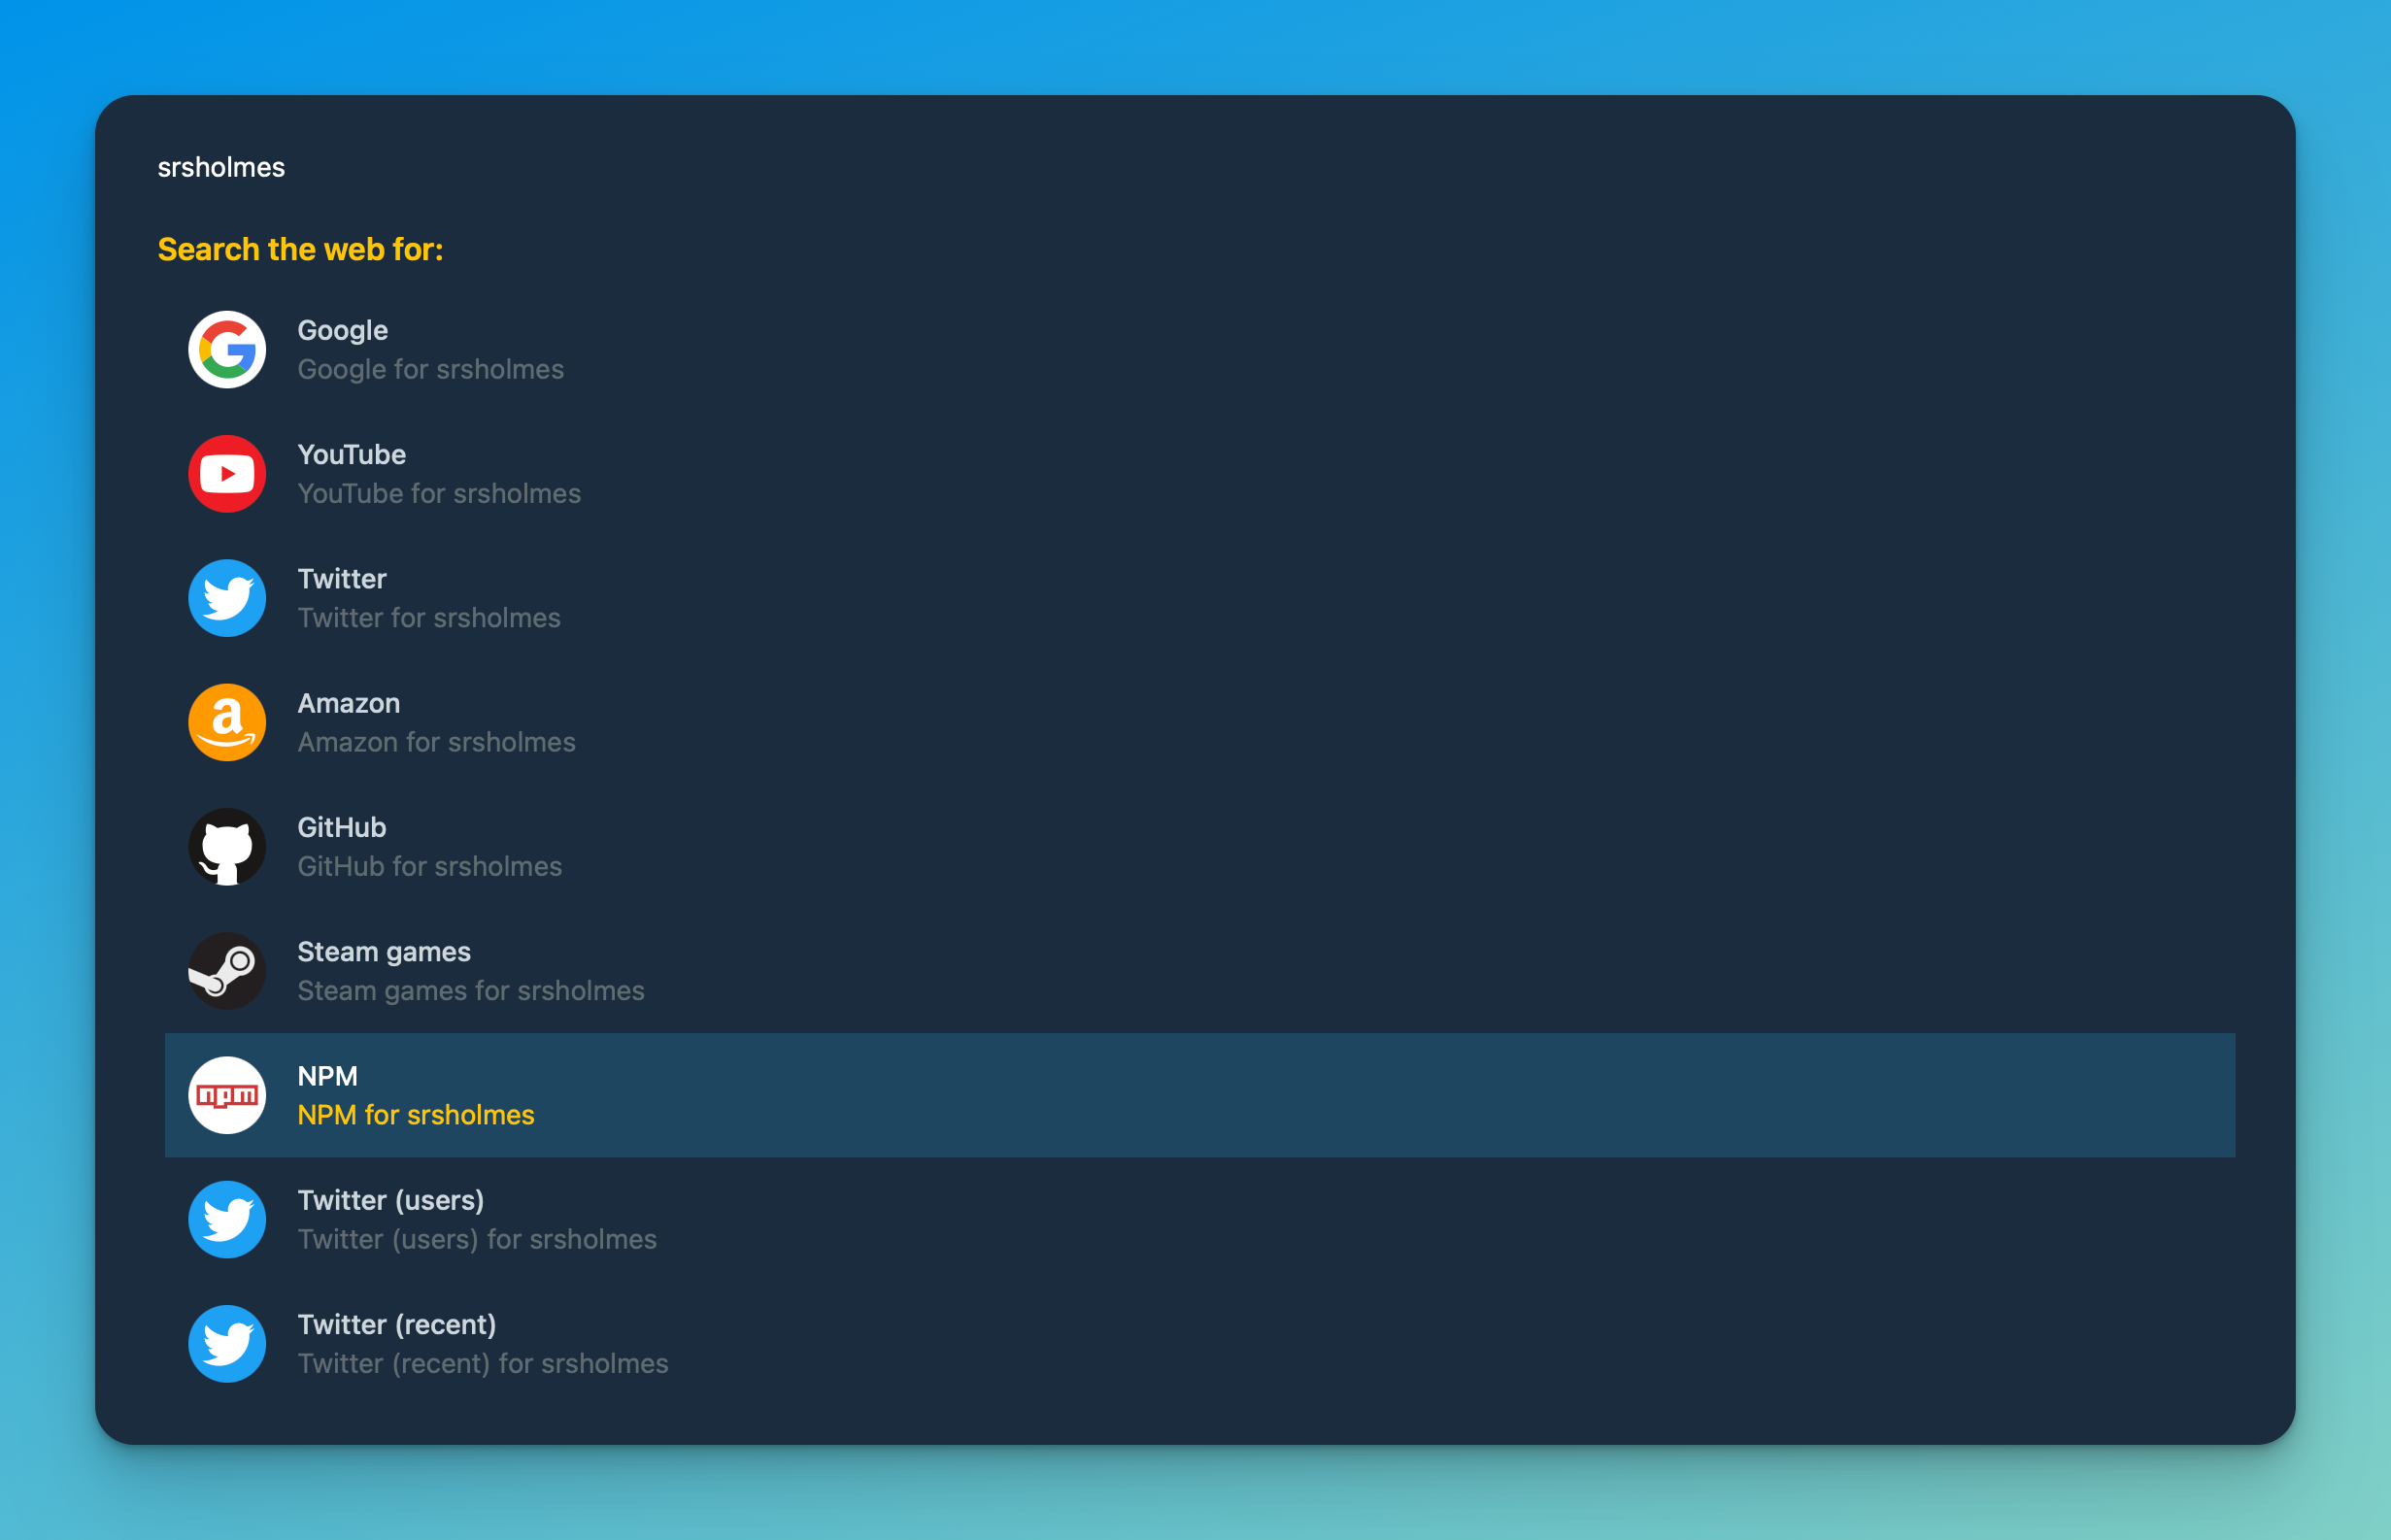 srsholmes
Search the web for:
Google
Google for srsholmes
YouTube
YouTube for srsholmes
Twitter
Twitter for srsholmes
a
Amazon
Amazon for srsholmes
GitHub
GitHub for srsholmes
Steam games
Steam games for srsholmes
npm
NPM
NPM for srsholmes
Twitter (users)
Twitter (users) for srsholmes
Twitter (recent)
Twitter (recent) for srsholmes